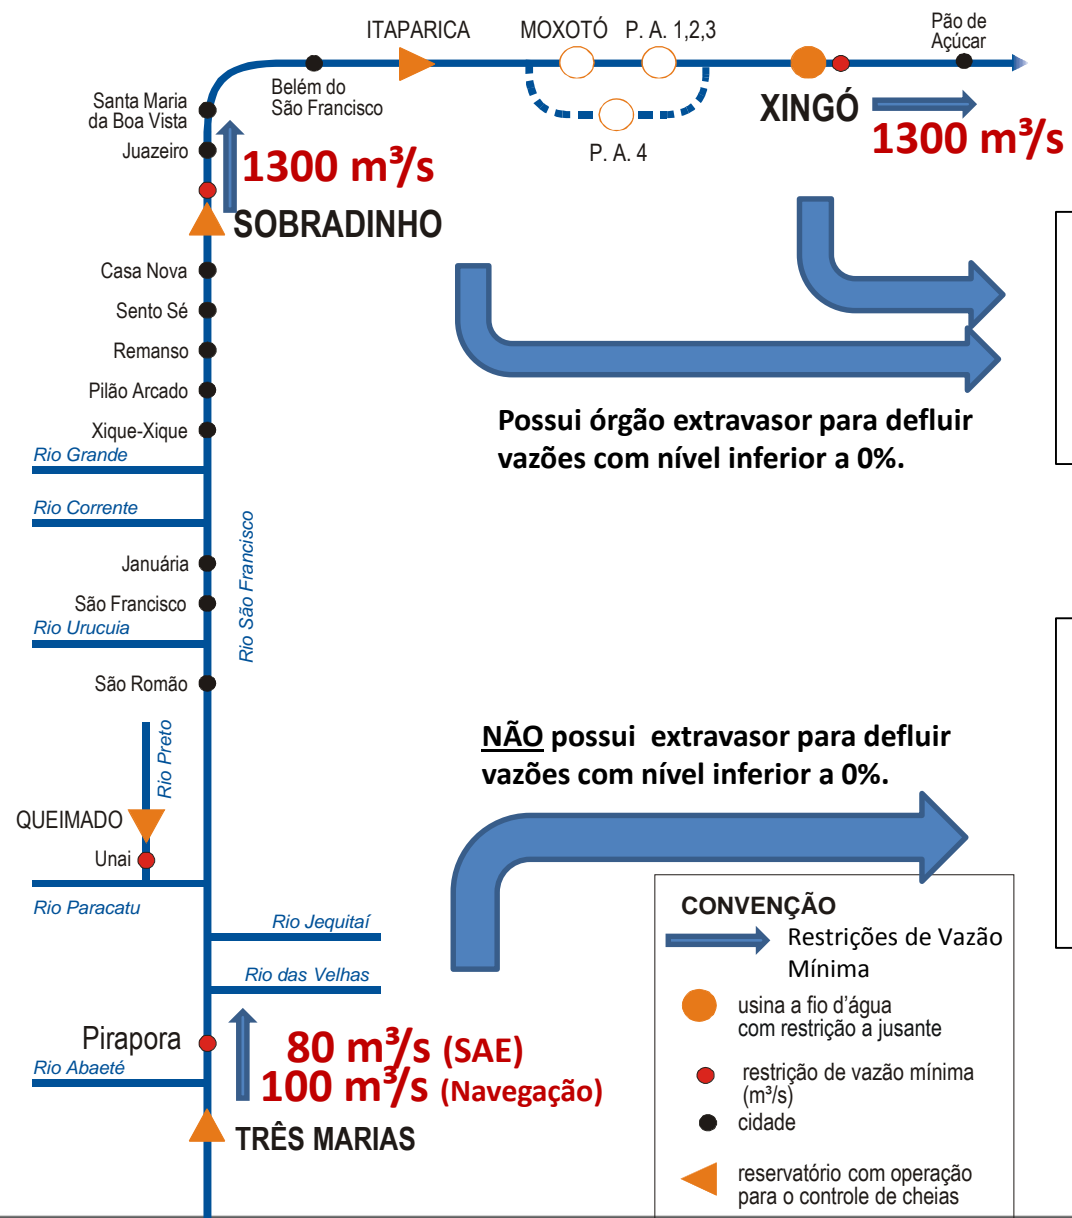 ITAPARICA
MOXOTÓ
P. A. 1,2,3
Pão de
Açúcar
Belém do
São Francisco
P. A. 4
XINGÓ
1300 m³/s
Santa Maria
da Boa Vista
Juazeiro
1300 m³/s
SOBRADINHO
Casa Nova
Sento Sé
Remanso
Pilão Arcado
Xique-Xique
Possui órgão extravasor para defluir
vazões com nível inferior a 0%.
Rio Grande
Rio Corrente
Rio São Francisco
Januária
São Francisco
Rio Urucuia
São Romão
NÃO possui  extravasor para defluir
vazões com nível inferior a 0%.
Rio Preto
QUEIMADO
Unai
Rio Paracatu
Rio Jequitaí
Rio das Velhas
Pirapora
80 m³/s (SAE)
100 m³/s (Navegação)
Rio Abaeté
TRÊS MARIAS
CONVENÇÃO
Restrições de Vazão
Mínima
usina a fio d'água
com restrição a jusante
restrição de vazão mínima
(m³/s)
cidade
reservatório com operação
para o controle de cheias